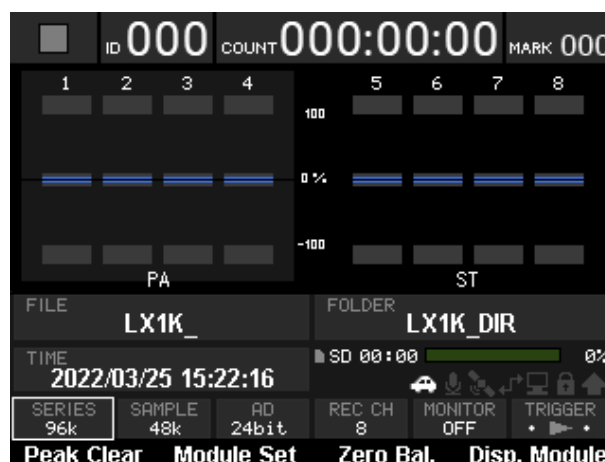 ID 000 COUNT 000:00:00 MARK 000
1 2 3 4 5 6 7 8
100
0 %
-100
PA ST
FILE FOLDER
LX1K_ LX1K_DIR
TIME SD 00:00 0%
2022/03/25 15:22:16
SERIES SAMPLE AD REC CH MONITOR TRIGGER
96k 48k 24bit 8 OFF
Peak Clear Module Set Zero Bal. Disp. Module